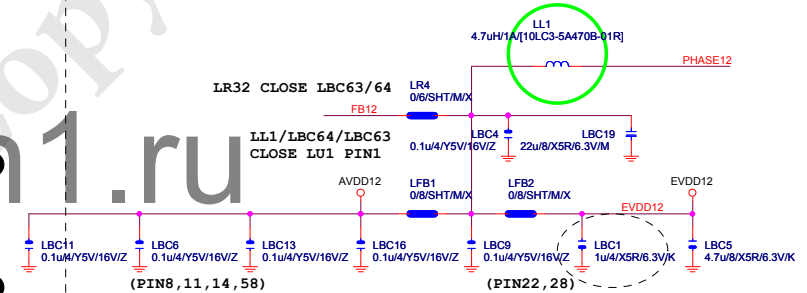 LL1
4.7uH/1A/[10LC3-5A470B-01R]
PHASE12
LR32 CLOSE LBC63/64
LR4
0/6/SHT/M/X
FB12
LL1/LBC64/LBC63
CLOSE LU1 PIN1
LBC4
0.1u/4/Y5V/16V/Z
LBC19
22u/8/X5R/6.3V/M
n1.ru
copy
AVDD12
LFB1
0/8/SHT/M/X
LFB2
0/8/SHT/M/X
EVDD12
EVDD12
LBC11
0.1u/4/Y5V/16V/Z
LBC6
0.1u/4/Y5V/16V/Z
LBC13
0.1u/4/Y5V/16V/Z
LBC16
0.1u/4/Y5V/16V/Z
LBC9
0.1u/4/Y5V/16V/Z
LBC1
1u/4/X5R/6.3V/K
LBC5
4.7u/8/X5R/6.3V/K
(PIN8,11,14,58)
(PIN22,28)